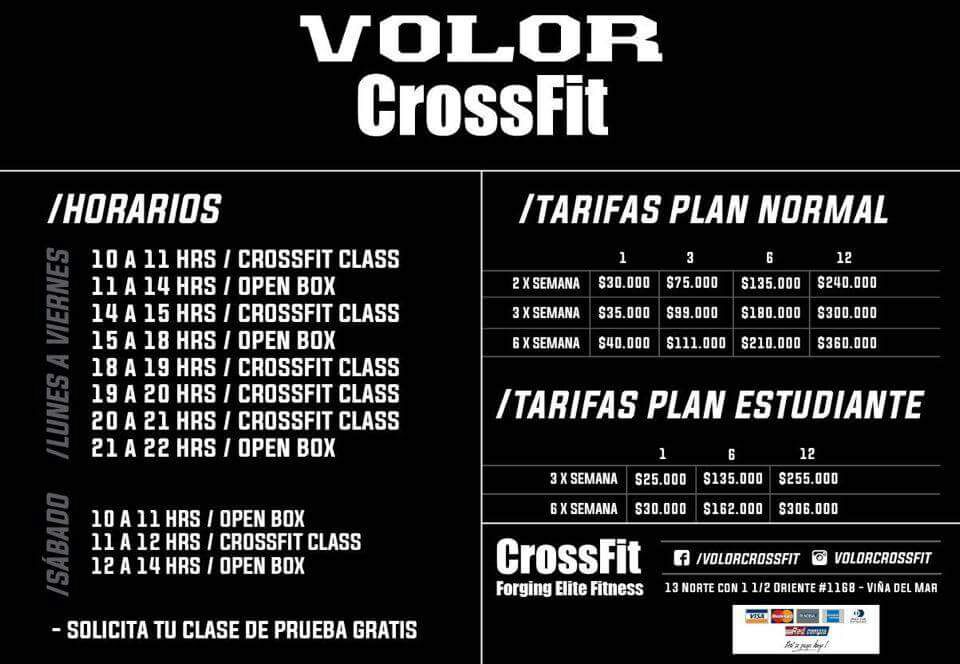 VOLOR
CrossFit
/HORARIOS
/LUNES A VIERNES
10 A 11 HRS / CROSSFIT CLASS
11 A 14 HRS / OPEN BOX
14 A 15 HRS / CROSSFIT CLASS
15 A 18 HRS / OPEN BOX
18 A 19 HRS / CROSSFIT CLASS
19 A 20 HRS / CROSSFIT CLASS
20 A 21 HRS / CROSSFIT CLASS
21 A 22 HRS / OPEN BOX
/SÁBADO
10 A 11 HRS / OPEN BOX
11 A 12 HRS / CROSSFIT CLASS
12 A 14 HRS / OPEN BOX
- SOLICITA TU CLASE DE PRUEBA GRATIS
/TARIFAS PLAN NORMAL
1 3 6 12
2 X SEMANA $30.000 $75.000 $135.000 $240.000
3 X SEMANA $35.000 $99.000 $180.000 $300.000
6 X SEMANA $40.000 $111.000 $210.000 $360.000
/TARIFAS PLAN ESTUDIANTE
1 6 12
3 X SEMANA $25.000 $135.000 $255.000
6 X SEMANA $30.000 $162.000 $306.000
CrossFit
Forging Elite Fitness
/VOLORCROSSFIT VOLORCROSSFIT
13 NORTE CON 1 1/2 ORIENTE #1168 - VIÑA DEL MAR
VISA MasterCard
RedCompra